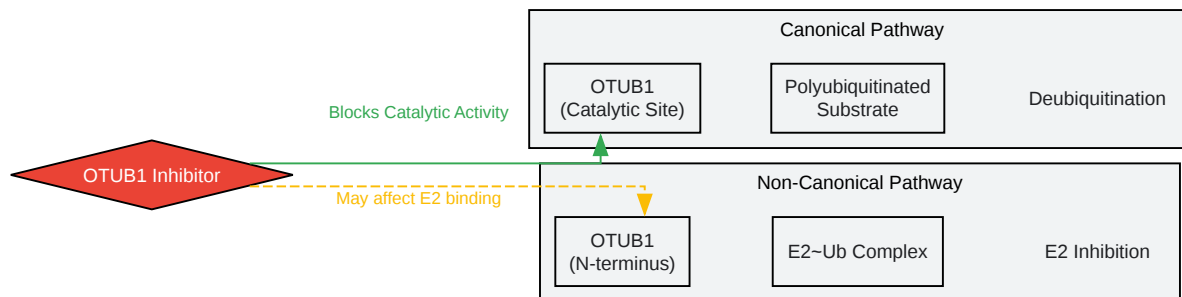 Canonical Pathway
OTUB1
(Catalytic Site)
Polyubiquitinated
Substrate
Deubiquitination
Blocks Catalytic Activity
OTUB1 Inhibitor
May affect E2 binding
Non-Canonical Pathway
OTUB1
(N-terminus)
E2~Ub Complex
E2 Inhibition